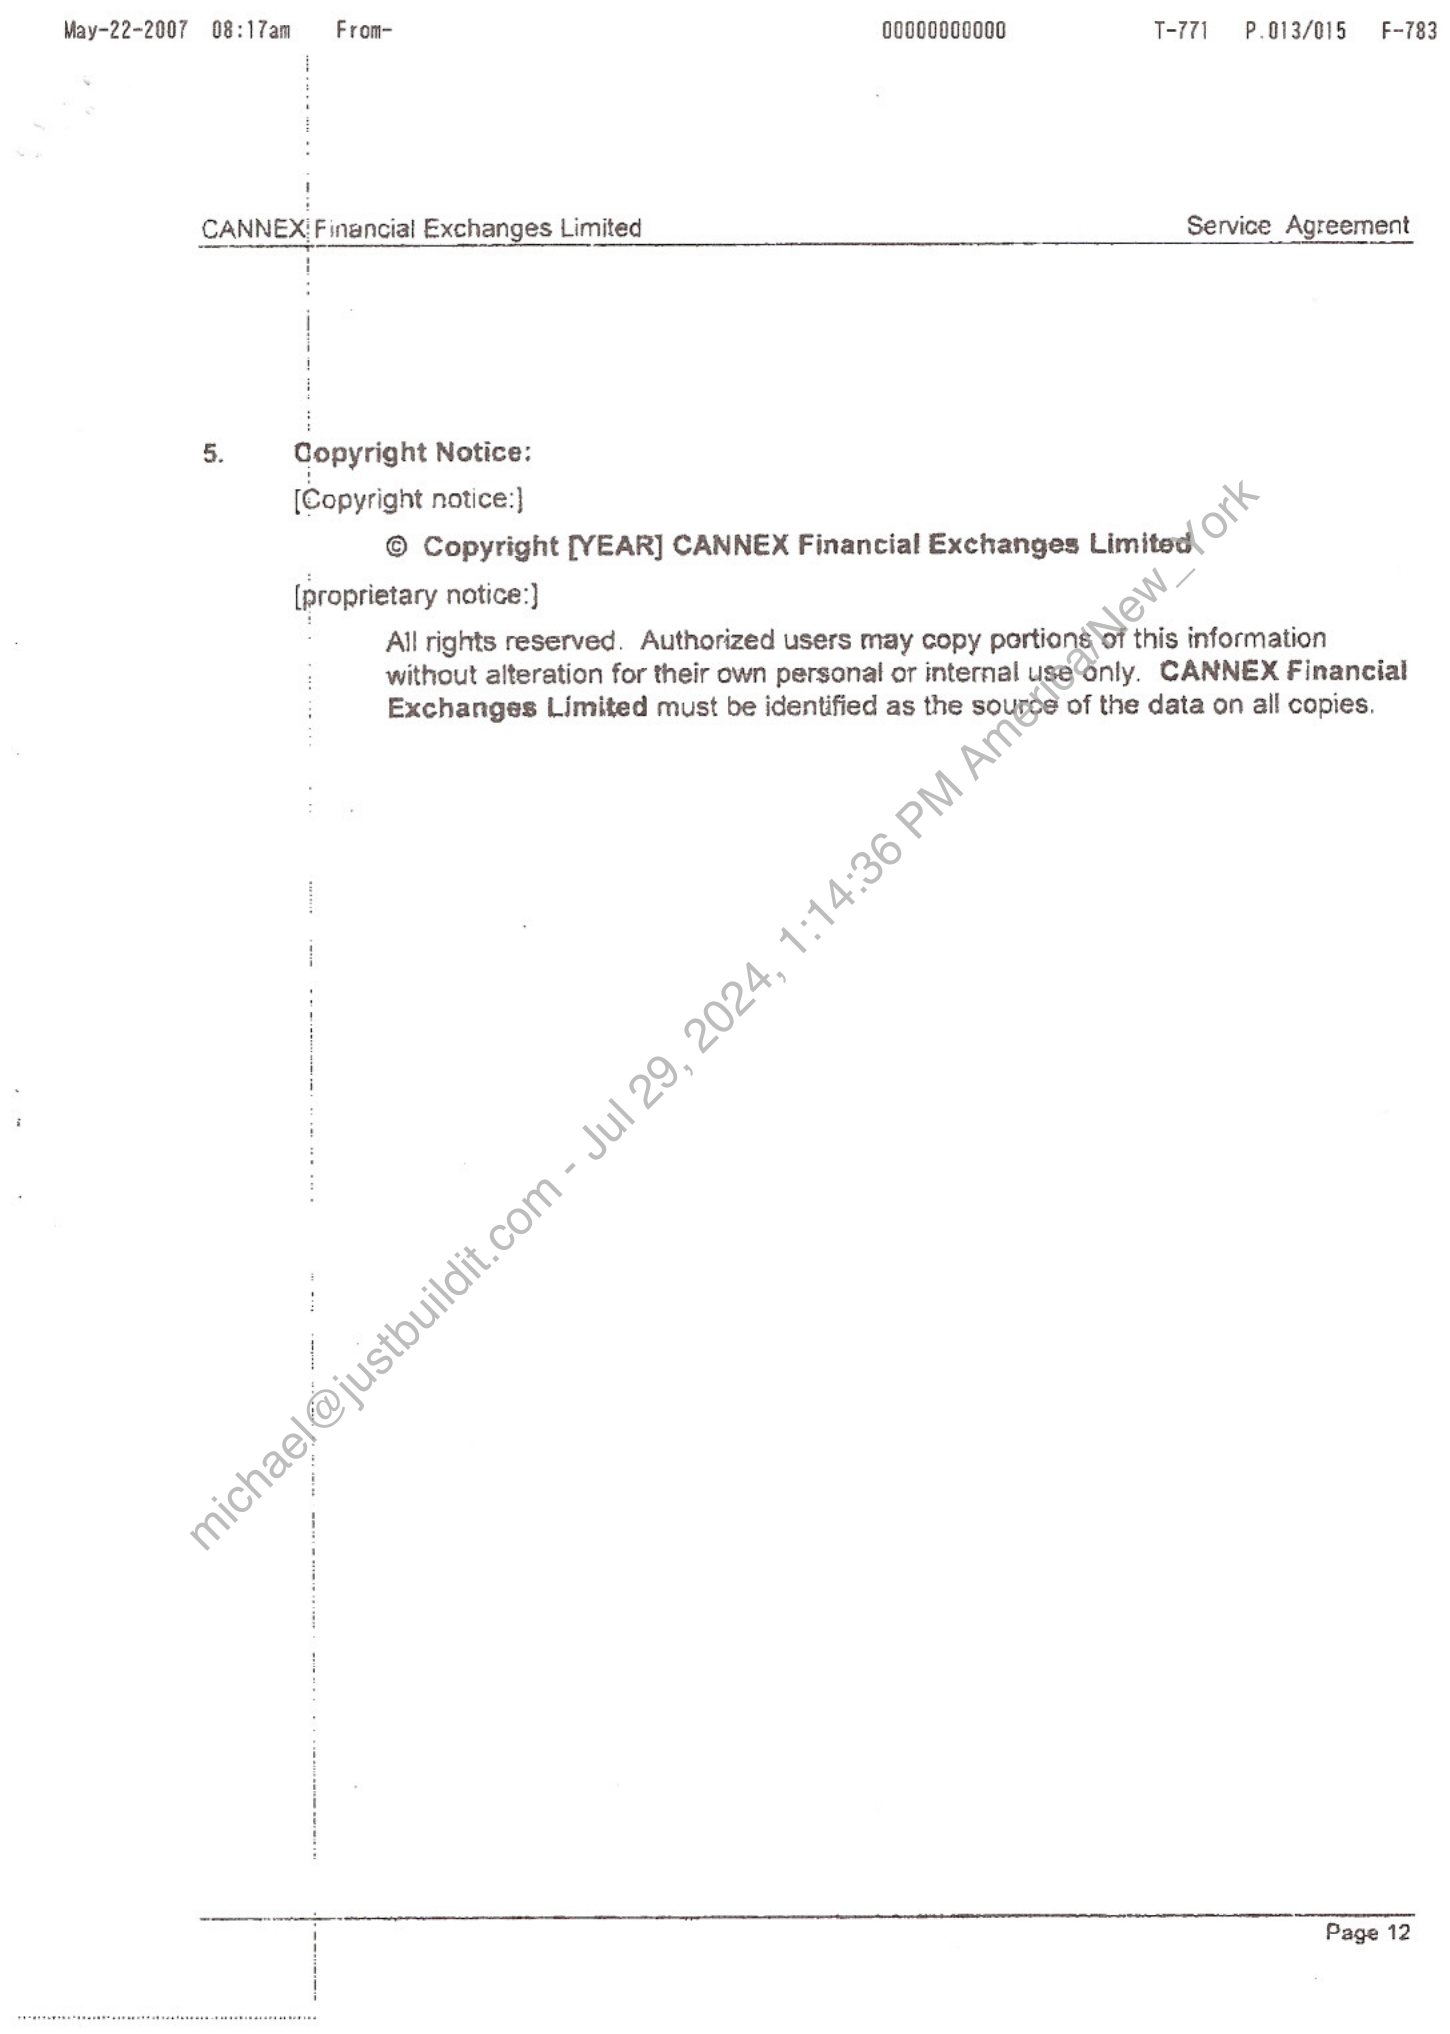 May-22-2007 08:17am From- 00000000000 T-771 P.013/015 F-783
CANNEX Financial Exchanges Limited Service Agreement
5. Copyright Notice:
[Copyright notice:]
© Copyright [YEAR] CANNEX Financial Exchanges Limited
[proprietary notice:]
All rights reserved. Authorized users may copy portions of this information
without alteration for their own personal or internal use only. CANNEX Financial
Exchanges Limited must be identified as the source of the data on all copies.
michael@justbuildit.com - Jul 29, 2024, 1:14:36 PM America/New_York
Page 12